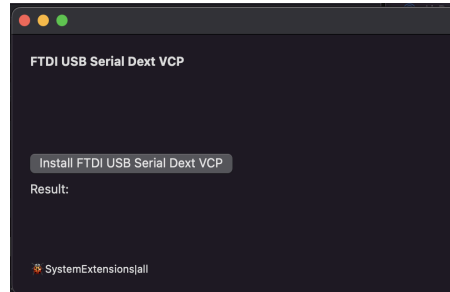 FTDI USB Serial Dext VCP
Install FTDI USB Serial Dext VCP
Result:
SystemExtensions|all